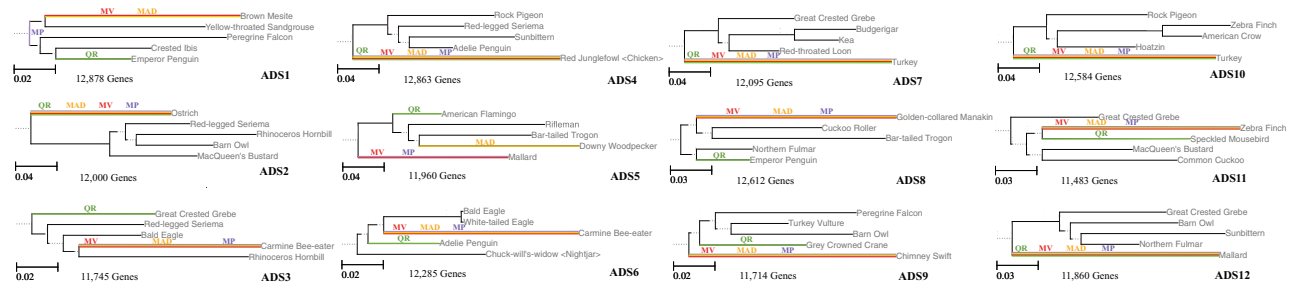 MV MAD
Brown Mesite
Yellow-throated Sandgrouse
MP
Peregrine Falcon
Crested Ibis
QR
Emperor Penguin
0.02
12,878 Genes
ADS1
Rock Pigeon
Red-legged Seriema
Sunbittern
Adelie Penguin
QR MV MAD MP
Red Junglefowl <Chicken>
0.04
12,863 Genes
ADS4
Great Crested Grebe
Budgerigar
Kea
Red-throated Loon
QR MV MAD MP
Turkey
0.04
12,095 Genes
ADS7
Rock Pigeon
Zebra Finch
American Crow
Hoatzin
QR MV MAD MP
Turkey
0.04
12,584 Genes
ADS10
QR MAD MV MP
Ostrich
Red-legged Seriema
Rhinoceros Hornbill
Barn Owl
MacQueen's Bustard
0.04
12,000 Genes
ADS2
QR
American Flamingo
Rifleman
Bar-tailed Trogon
MAD
Downy Woodpecker
MV MP
Mallard
0.04
11,960 Genes
ADS5
MV MAD MP
Golden-collared Manakin
Cuckoo Roller
Bar-tailed Trogon
Northern Fulmar
QR
Emperor Penguin
0.03
12,612 Genes
ADS8
Great Crested Grebe
MV MAD MP
Zebra Finch
QR
Speckled Mousebird
MacQueen's Bustard
Common Cuckoo
0.03
11,483 Genes
ADS11
QR
Great Crested Grebe
Red-legged Seriema
Bald Eagle
MV MAD MP
Carmine Bee-eater
Rhinoceros Hornbill
0.02
11,745 Genes
ADS3
Bald Eagle
White-tailed Eagle
MV MAD MP
Carmine Bee-eater
QR
Adelie Penguin
Chuck-will's-widow <Nightjar>
0.02
12,285 Genes
ADS6
Peregrine Falcon
Turkey Vulture
Barn Owl
QR
Grey Crowned Crane
MV MAD MP
Chimney Swift
0.02
11,714 Genes
ADS9
Great Crested Grebe
Barn Owl
Sunbittern
Northern Fulmar
QR MV MAD MP
Mallard
0.03
11,860 Genes
ADS12